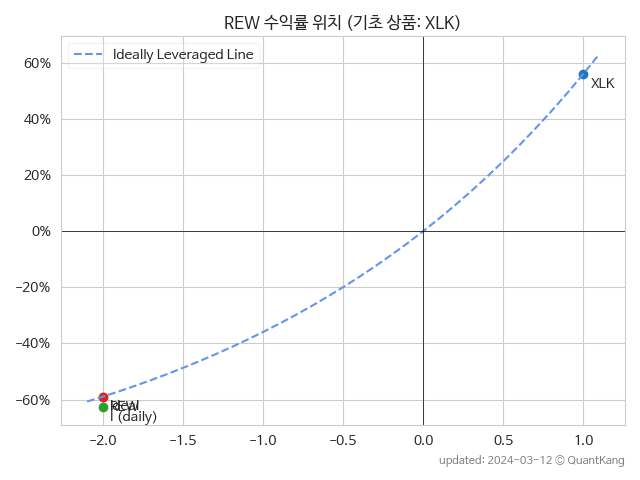 REW 수익률 위치 (기초 상품: XLK)
Ideally Leveraged Line
60%
40%
20%
0%
-20%
-40%
-60%
XLK
REW
I (daily)
-2.0
-1.5
-1.0
-0.5
0.0
0.5
1.0
updated: 2024-03-12 © QuantKang